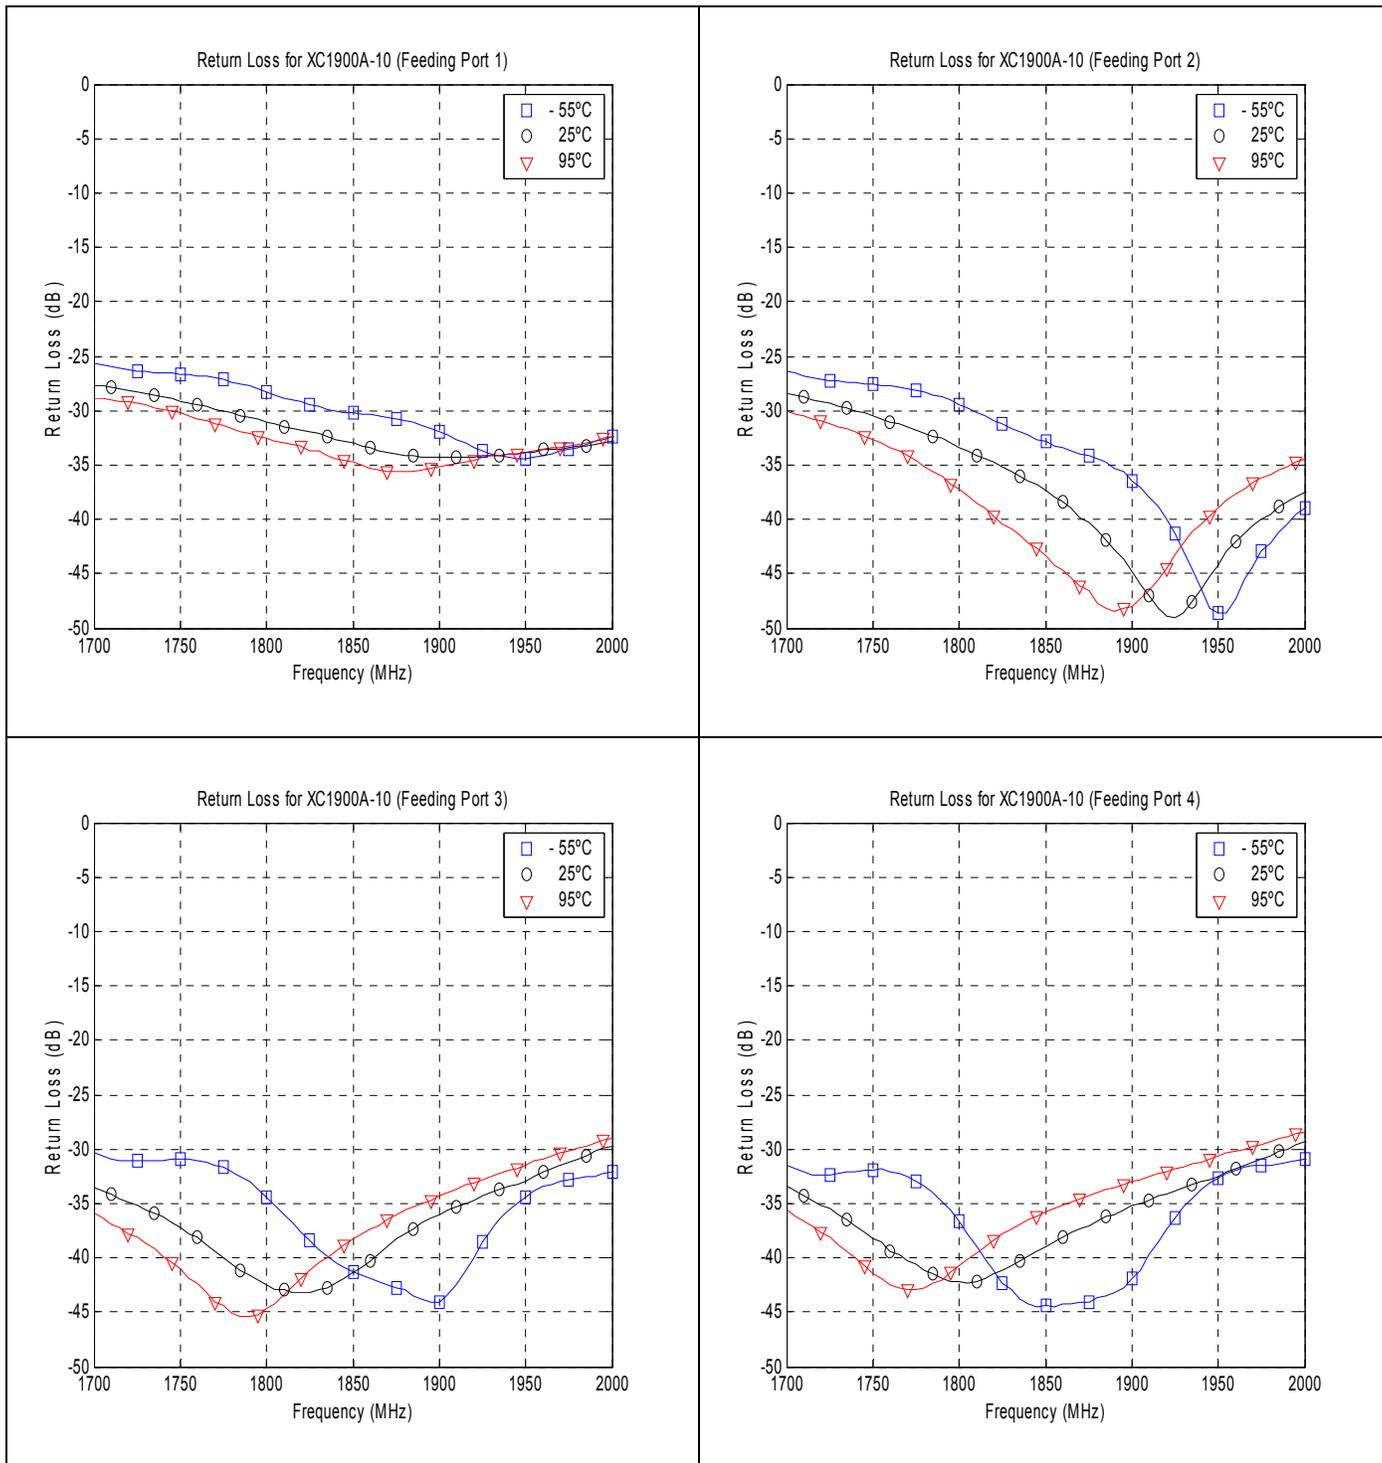 Return Loss for XC1900A-10 (Feeding Port 1)
0
-5
-10
-15
-20
-25
-30
-35
-40
-45
-50
Return Loss (dB)
- 55ºC
25ºC
95ºC
1700 1750 1800 1850 1900 1950 2000
Frequency (MHz)
Return Loss for XC1900A-10 (Feeding Port 2)
0
-5
-10
-15
-20
-25
-30
-35
-40
-45
-50
Return Loss (dB)
- 55ºC
25ºC
95ºC
1700 1750 1800 1850 1900 1950 2000
Frequency (MHz)
Return Loss for XC1900A-10 (Feeding Port 3)
0
-5
-10
-15
-20
-25
-30
-35
-40
-45
-50
Return Loss (dB)
- 55ºC
25ºC
95ºC
1700 1750 1800 1850 1900 1950 2000
Frequency (MHz)
Return Loss for XC1900A-10 (Feeding Port 4)
0
-5
-10
-15
-20
-25
-30
-35
-40
-45
-50
Return Loss (dB)
- 55ºC
25ºC
95ºC
1700 1750 1800 1850 1900 1950 2000
Frequency (MHz)